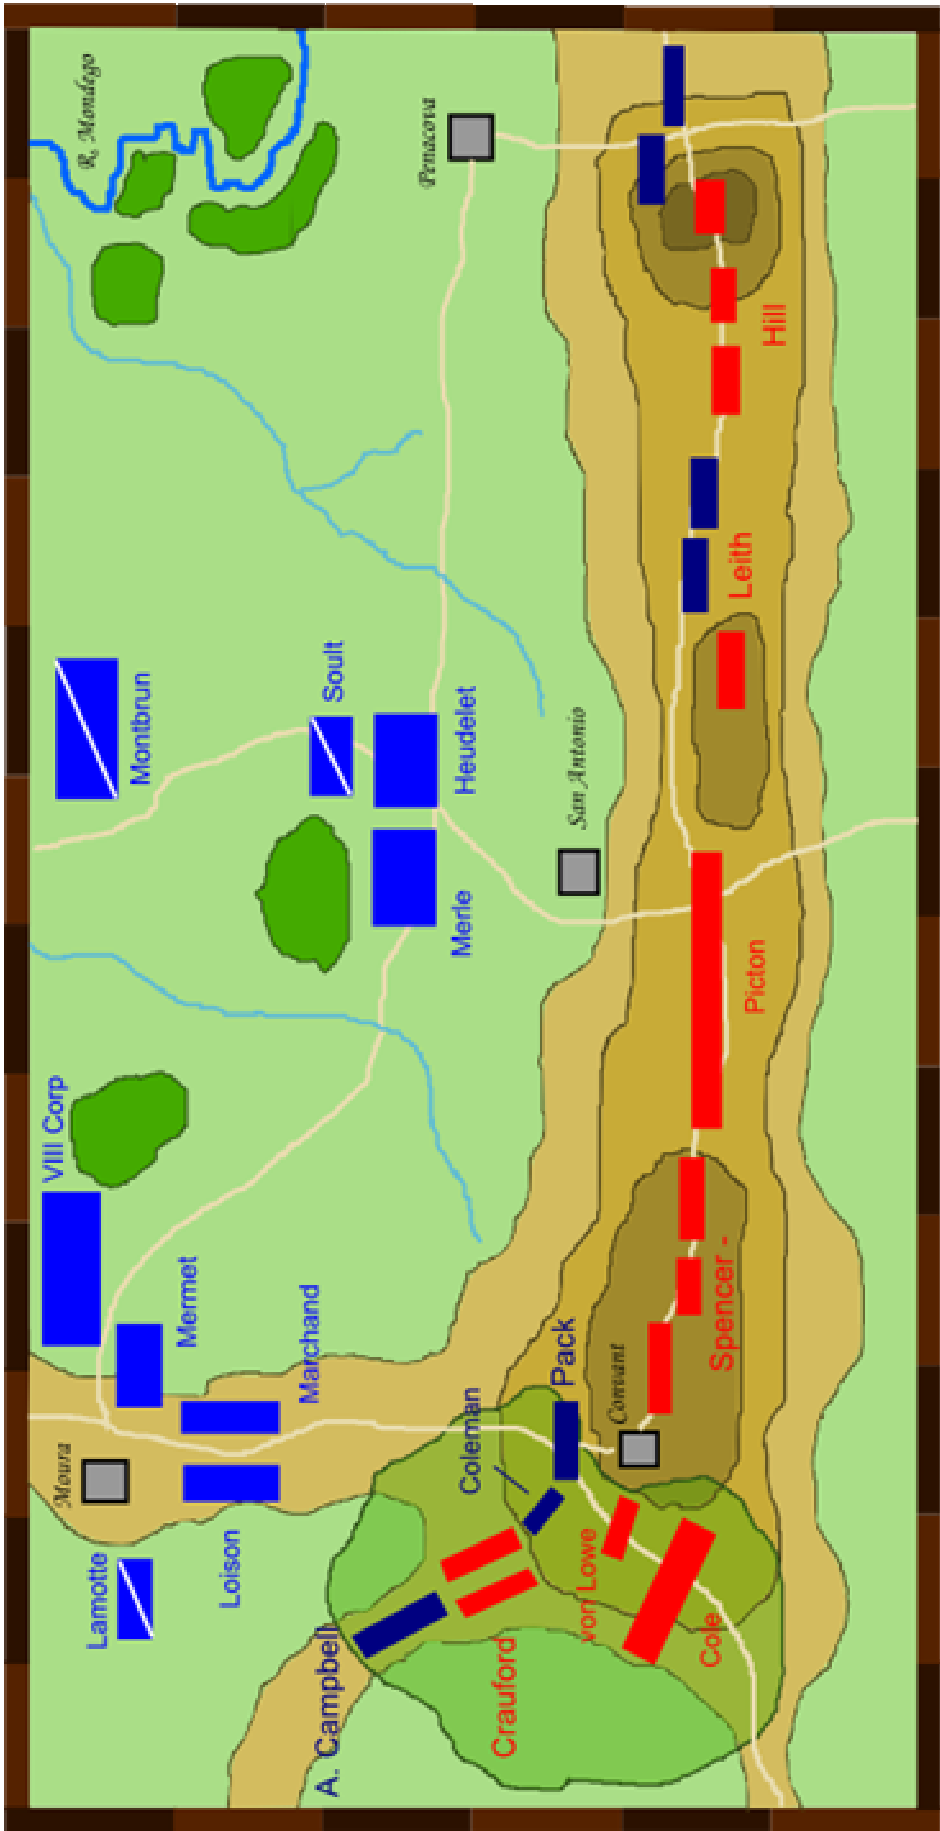 R. Mondego
Penacova
Hill
Leith
Montbrun
Soult
Heudelet
San Antonio
Merle
Picton
VIII Corp
Mermet
Marchand
Spencer -
Pack
Convant
Coleman
Moura
Lamotte
Loison
von Lowe
Cole
A. Campbell
Crauford